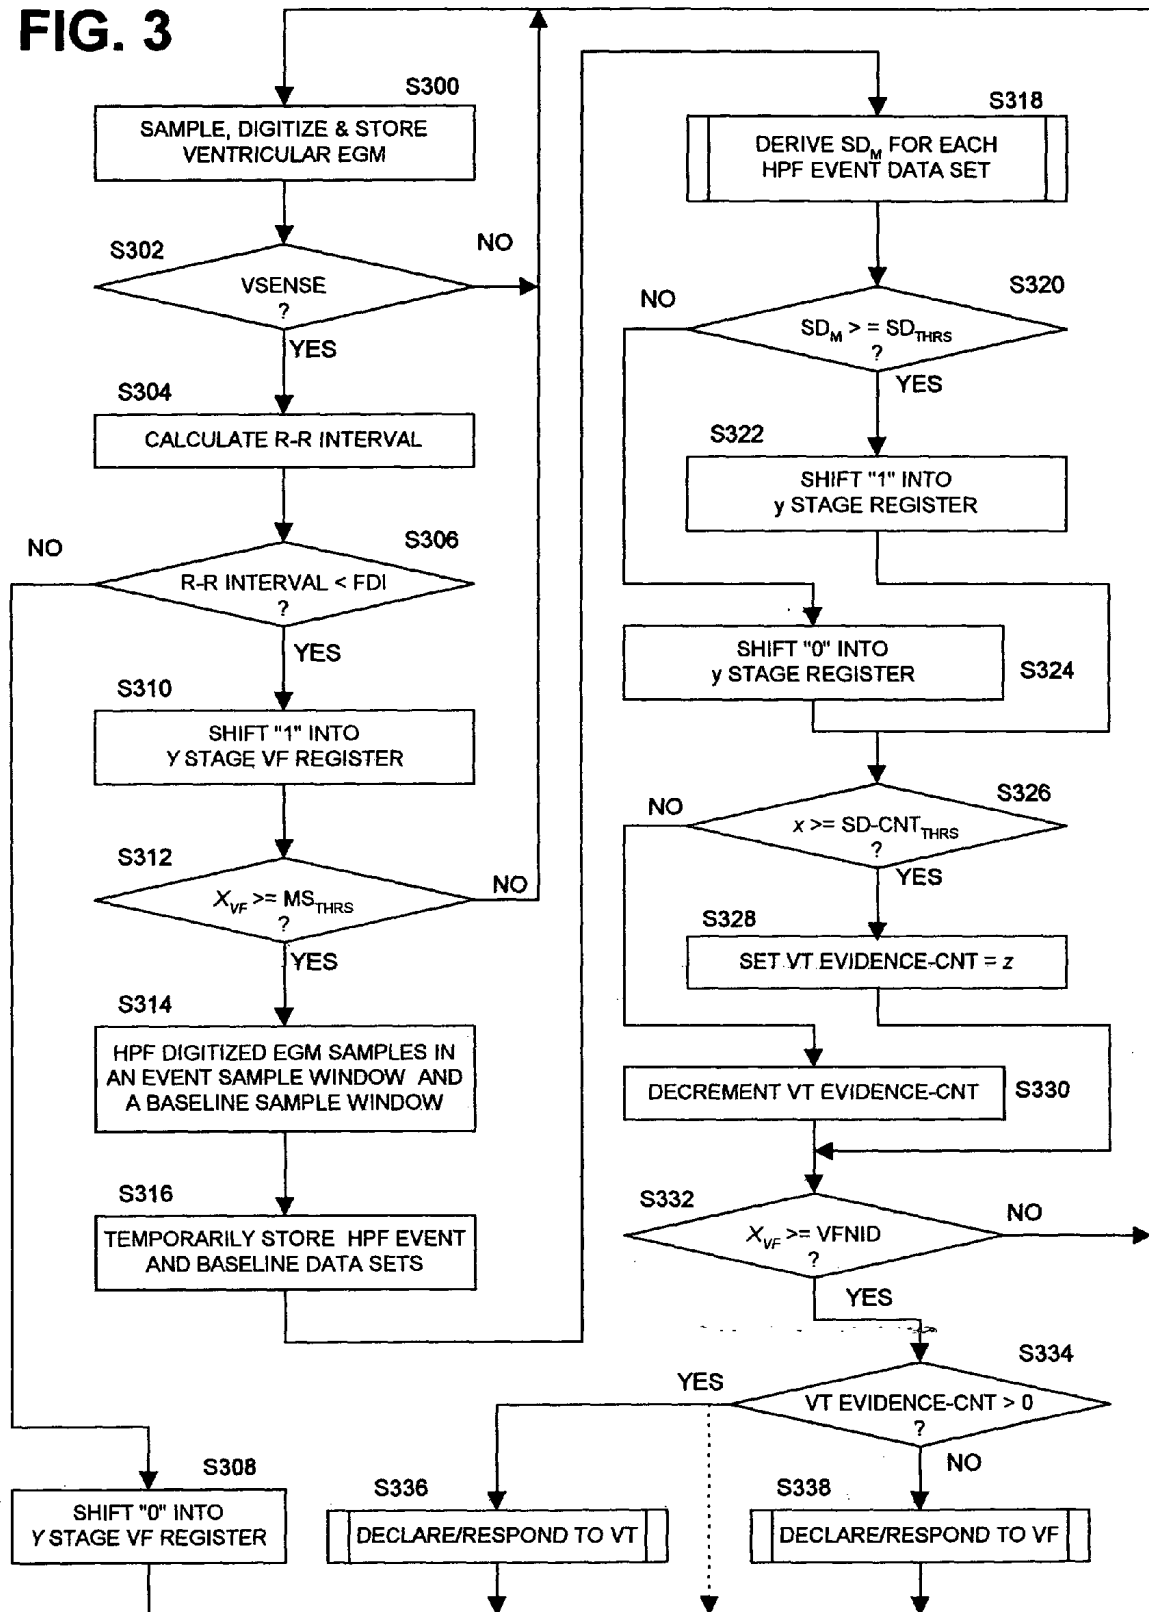 FIG. 3
S300
SAMPLE, DIGITIZE & STORE
VENTRICULAR EGM
S302
NO
VSENSE
?
YES
S304
CALCULATE R-R INTERVAL
NO
S306
R-R INTERVAL < FDI
?
YES
S310
SHIFT "1" INTO
Y STAGE VF REGISTER
S312
X_VF >= MS_THRS
?
NO
YES
S314
HPF DIGITIZED EGM SAMPLES IN
AN EVENT SAMPLE WINDOW AND
A BASELINE SAMPLE WINDOW
S316
TEMPORARILY STORE HPF EVENT
AND BASELINE DATA SETS
S308
SHIFT "0" INTO
Y STAGE VF REGISTER
S318
DERIVE SD_M FOR EACH
HPF EVENT DATA SET
NO
S320
SD_M > = SD_THRS
?
YES
S322
SHIFT "1" INTO
y STAGE REGISTER
SHIFT "0" INTO
y STAGE REGISTER
S324
NO
S326
x >= SD-CNT_THRS
?
YES
S328
SET VT EVIDENCE-CNT = z
DECREMENT VT EVIDENCE-CNT
S330
S332
NO
X_VF >= VFNID
?
YES
S334
YES
VT EVIDENCE-CNT > 0
?
NO
S336
DECLARE/RESPOND TO VT
S338
DECLARE/RESPOND TO VF